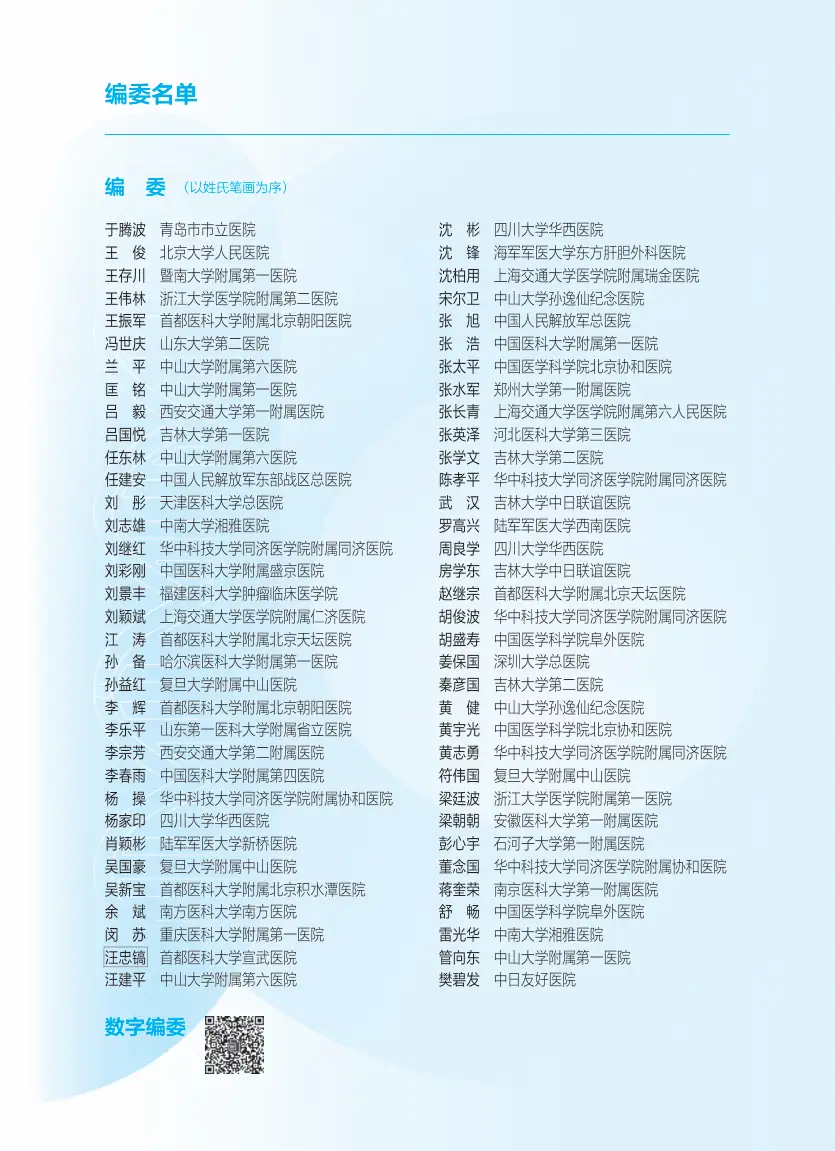 编委名单
编 委 （以姓氏笔画为序）
于腾波 青岛市市立医院
王 俊 北京大学人民医院
王存川 暨南大学附属第一医院
王伟林 浙江大学医学院附属第二医院
王振军 首都医科大学附属北京朝阳医院
冯世庆 山东大学第二医院
兰 平 中山大学附属第六医院
匡 铭 中山大学附属第一医院
吕 毅 西安交通大学第一附属医院
吕国悦 吉林大学第一医院
任东林 中山大学附属第六医院
任建安 中国人民解放军东部战区总医院
刘 彤 天津医科大学总医院
刘志雄 中南大学湘雅医院
刘继红 华中科技大学同济医学院附属同济医院
刘彩刚 中国医科大学附属盛京医院
刘景丰 福建医科大学肿瘤临床医学院
刘颖斌 上海交通大学医学院附属仁济医院
江 涛 首都医科大学附属北京天坛医院
孙 备 哈尔滨医科大学附属第一医院
孙益红 复旦大学附属中山医院
李 辉 首都医科大学附属北京朝阳医院
李乐平 山东第一医科大学附属省立医院
李宗芳 西安交通大学第二附属医院
李春雨 中国医科大学附属第四医院
杨 操 华中科技大学同济医学院附属协和医院
杨家印 四川大学华西医院
肖颖彬 陆军军医大学新桥医院
吴国豪 复旦大学附属中山医院
吴新宝 首都医科大学附属北京积水潭医院
余 斌 南方医科大学南方医院
闵 苏 重庆医科大学附属第一医院
汪忠镐 首都医科大学宣武医院
汪建平 中山大学附属第六医院
沈 彬 四川大学华西医院
沈 锋 海军军医大学东方肝胆外科医院
沈柏用 上海交通大学医学院附属瑞金医院
宋尔卫 中山大学孙逸仙纪念医院
张 旭 中国人民解放军总医院
张 浩 中国医科大学附属第一医院
张太平 中国医学科学院北京协和医院
张水军 郑州大学第一附属医院
张长青 上海交通大学医学院附属第六人民医院
张英泽 河北医科大学第三医院
张学文 吉林大学第二医院
陈孝平 华中科技大学同济医学院附属同济医院
武 汉 吉林大学中日联谊医院
罗高兴 陆军军医大学西南医院
周良学 四川大学华西医院
房学东 吉林大学中日联谊医院
赵继宗 首都医科大学附属北京天坛医院
胡俊波 华中科技大学同济医学院附属同济医院
胡盛寿 中国医学科学院阜外医院
姜保国 深圳大学总医院
秦彦国 吉林大学第二医院
黄 健 中山大学孙逸仙纪念医院
黄宇光 中国医学科学院北京协和医院
黄志勇 华中科技大学同济医学院附属同济医院
符伟国 复旦大学附属中山医院
梁廷波 浙江大学医学院附属第一医院
梁朝朝 安徽医科大学第一附属医院
彭心宇 石河子大学第一附属医院
董念国 华中科技大学同济医学院附属协和医院
蒋奎荣 南京医科大学第一附属医院
舒 畅 中国医学科学院阜外医院
雷光华 中南大学湘雅医院
管向东 中山大学附属第一医院
樊碧发 中日友好医院
数字编委